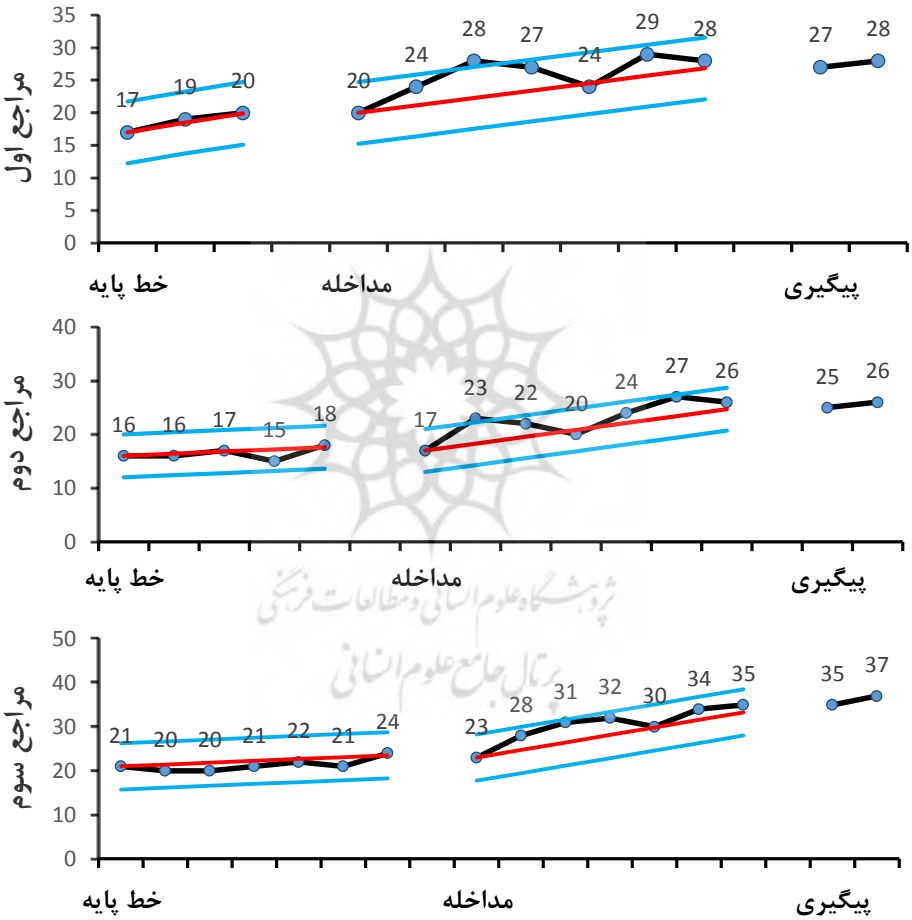 مراجع اول
35
30
25
20
15
10
5
0
17 19 20 20 24 28 27 24 29 28 27 28
خط پایه مداخله پیگیری
مراجع دوم
40
30
20
10
0
16 16 17 15 18 17 23 22 20 24 27 26 25 26
خط پایه مداخله پیگیری
پژوهشگاه علوم انسانی و مطالعات فرهنگی
پرتال جامع علوم انسانی
مراجع سوم
50
40
30
20
10
0
21 20 20 21 22 21 24 23 28 31 32 30 34 35 35 37
خط پایه مداخله پیگیری